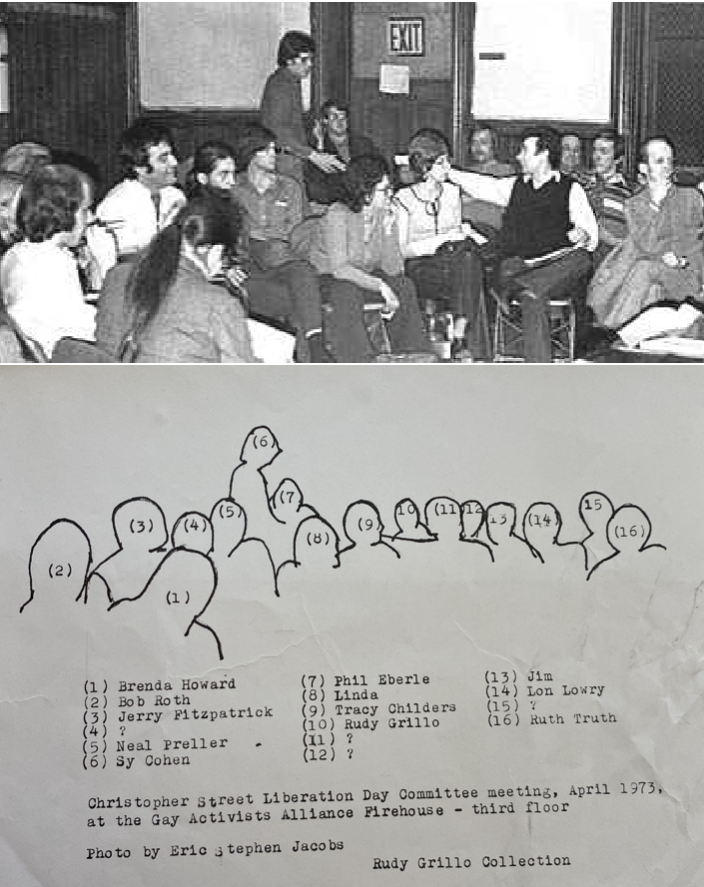 EXIT
(6)
(7)
(5)
(3)
(4)
(8)
(9)
10
(11)
12
13
(14)
15
(16)
(2)
(1)
(1) Brenda Howard
(2) Bob Roth
(3) Jerry Fitzpatrick
(4) ?
(5) Neal Preller
(6) Sy Cohen
(7) Phil Eberle
(8) Linda
(9) Tracy Childers
(10) Rudy Grillo
(11) ?
(12) ?
(13) Jim
(14) Lon Lowry
(15) ?
(16) Ruth Truth
Christopher Street Liberation Day Committee meeting, April 1973,
at the Gay Activists Alliance Firehouse - third floor
Photo by Eric Stephen Jacobs
Rudy Grillo Collection